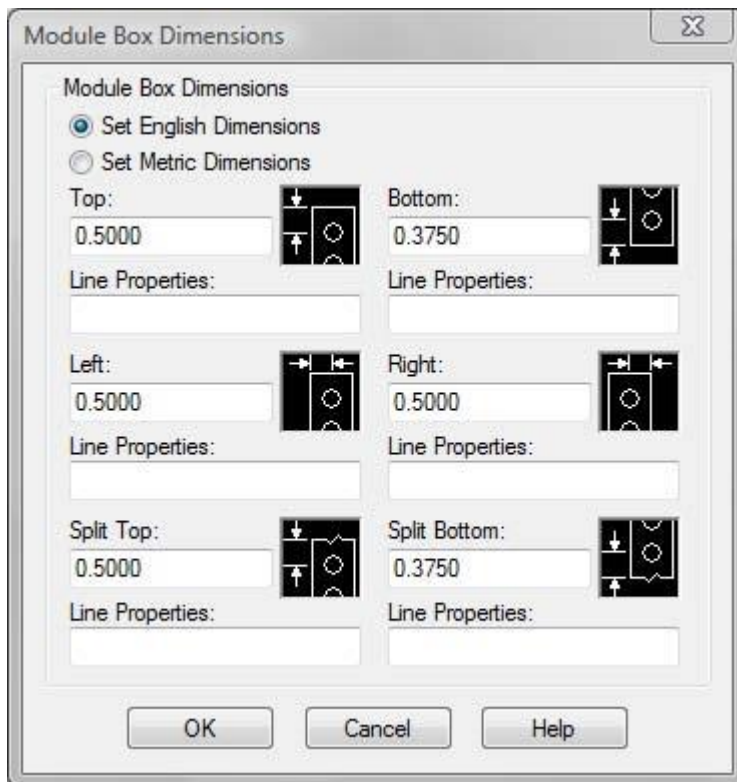 Module Box Dimensions
Module Box Dimensions
Set English Dimensions
Set Metric Dimensions
Top: Bottom:
0.5000 0.3750
Line Properties: Line Properties:
Left: Right:
0.5000 0.5000
Line Properties: Line Properties:
Split Top: Split Bottom:
0.5000 0.3750
Line Properties: Line Properties:
OK Cancel Help